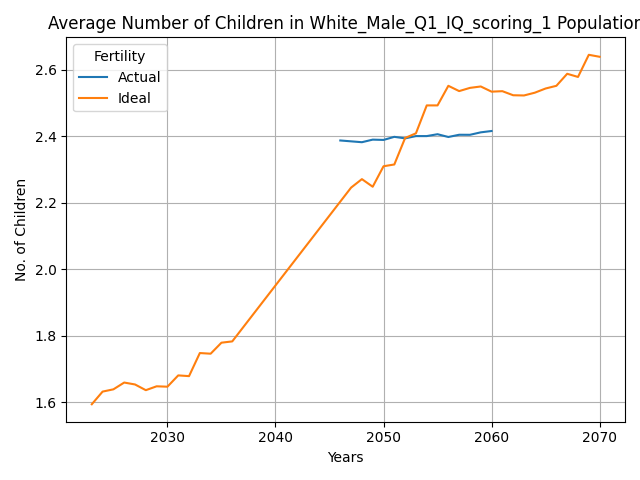 Average Number of Children in White_Male_Q1_IQ_scoring_1 Population
Fertility
Actual
Ideal
No. of Children
2.6
2.4
2.2
2.0
1.8
1.6
2030
2040
2050
2060
2070
Years